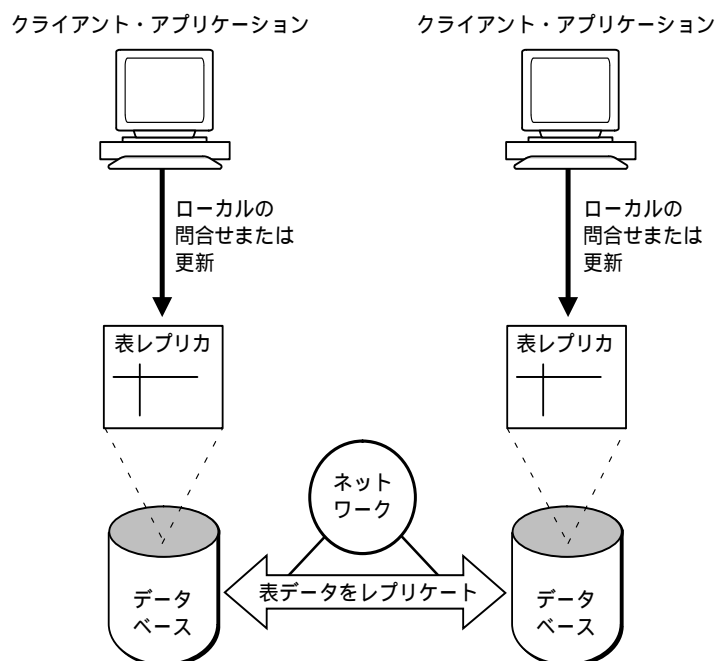 クライアント・アプリケーション
クライアント・アプリケーション
ローカルの
問合せまたは
更新
ローカルの
問合せまたは
更新
表レプリカ
表レプリカ
ネット
ワーク
表データをレプリケート
データ
ベース
データ
ベース